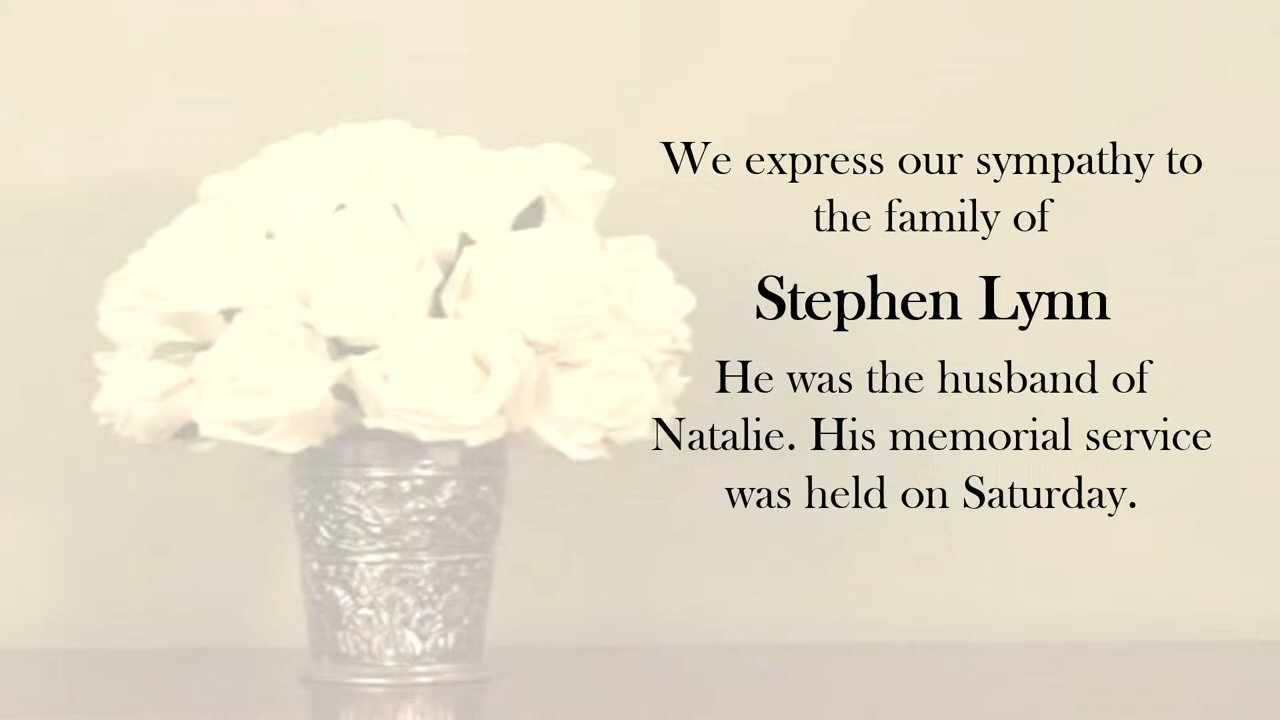 We express our sympathy to
the family of
Stephen Lynn
He was the husband of
Natalie. His memorial service
was held on Saturday.